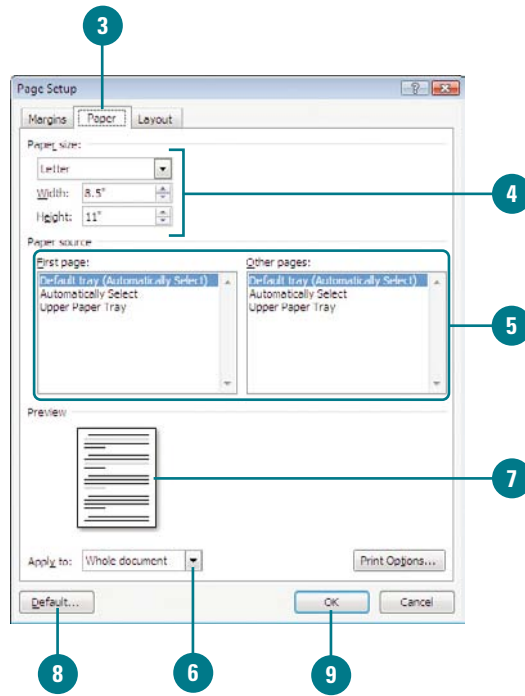 3
Page Setup
Margins Paper Layout
Paper size:
Letter
Width: 8.5"
4
Height: 11"
Paper source
First page: Other pages:
Default tray (Automatically Select) Default tray (Automatically Select)
Automatically Select Automatically Select
Upper Paper Tray Upper Paper Tray
5
Preview
7
Apply to: Whole document Print Options...
Default... OK Cancel
8 6 9